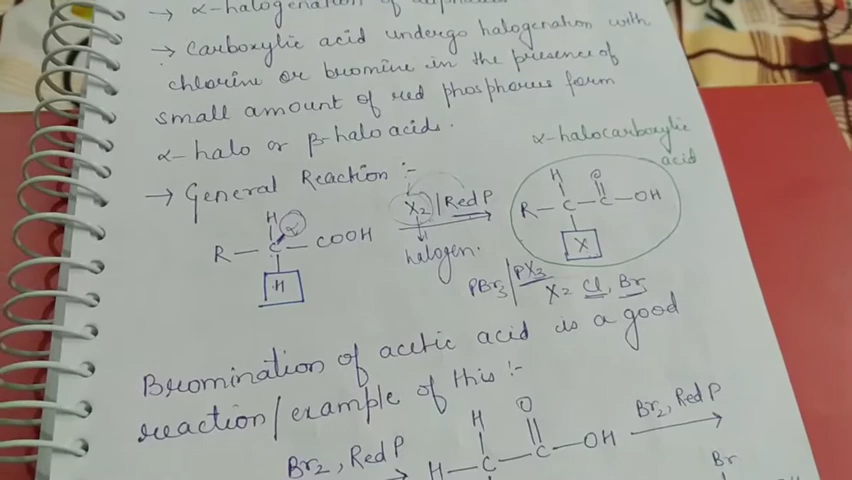 → α-halogenation of
→ Carboxylic acid undergo halogenation with
chlorine or bromine in the presence of
small amount of red phosphorus form
α-halo or β-halo acids.
α-halocarboxylic
acid
→ General Reaction :-
H α
R — C — COOH
H
X2 / Red P
halogen.
H O
R — C — C — OH
X
PBr3 / PX3
X = Cl, Br
Bromination of acetic acid is a good
reaction / example of this :-
Br2, Red P
H O
H — C — C — OH
Br2, Red P
Br